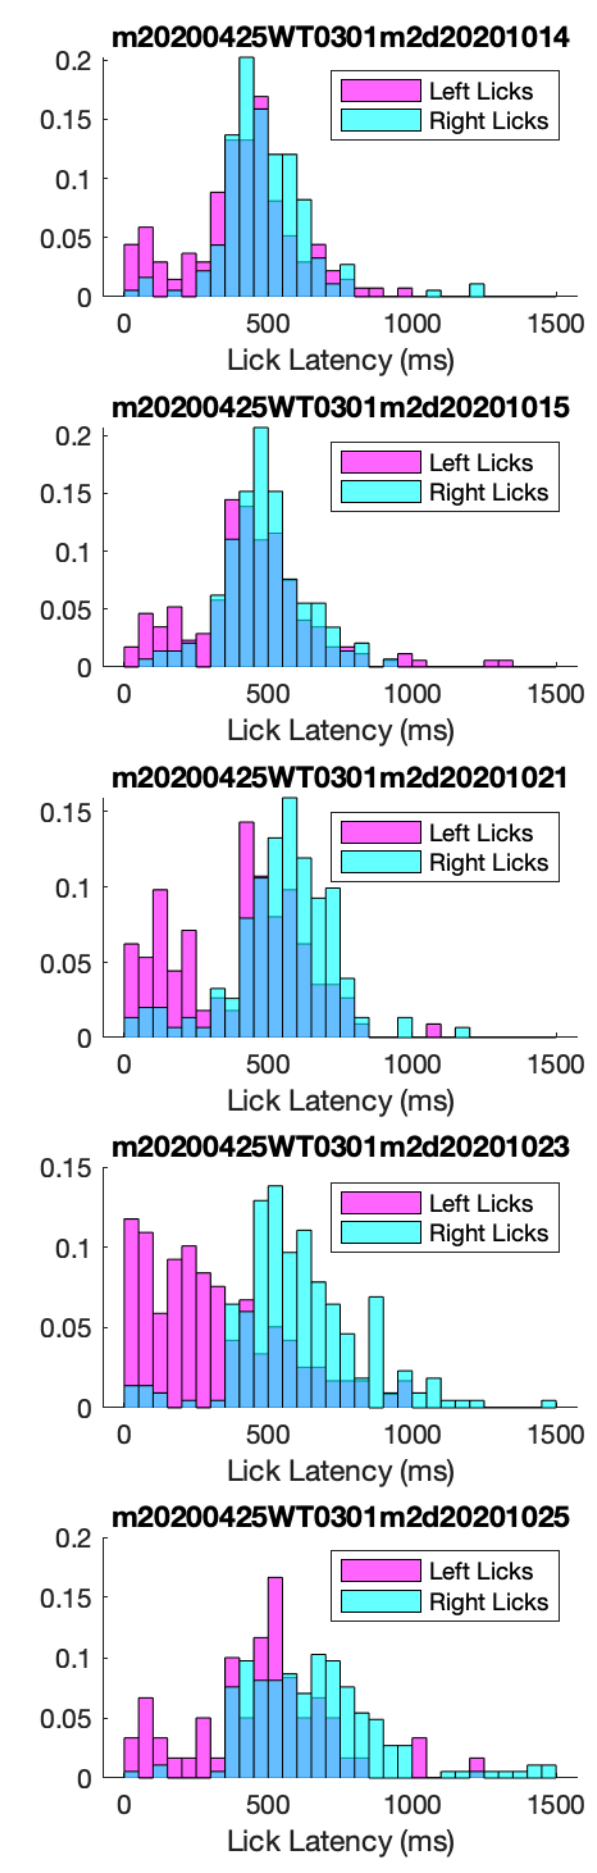 m20200425WT0301m2d20201014
0.2
Left Licks
Right Licks
0.15
0.1
0.05
0
0 500 1000 1500
Lick Latency (ms)
m20200425WT0301m2d20201015
0.2
Left Licks
Right Licks
0.15
0.1
0.05
0
0 500 1000 1500
Lick Latency (ms)
m20200425WT0301m2d20201021
0.15
Left Licks
Right Licks
0.1
0.05
0
0 500 1000 1500
Lick Latency (ms)
m20200425WT0301m2d20201023
0.15
Left Licks
Right Licks
0.1
0.05
0
0 500 1000 1500
Lick Latency (ms)
m20200425WT0301m2d20201025
0.2
Left Licks
Right Licks
0.15
0.1
0.05
0
0 500 1000 1500
Lick Latency (ms)